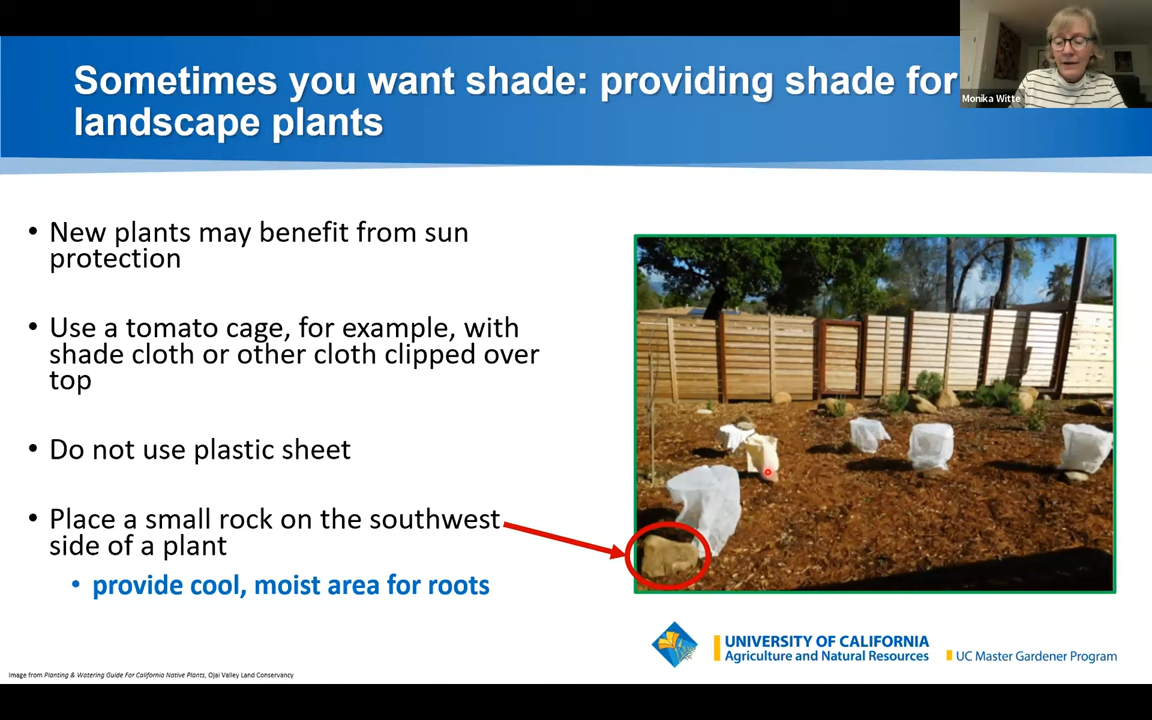 Sometimes you want shade: providing shade for
landscape plants
Monika Witte
• New plants may benefit from sun
protection
• Use a tomato cage, for example, with
shade cloth or other cloth clipped over
top
• Do not use plastic sheet
• Place a small rock on the southwest
side of a plant
• provide cool, moist area for roots
UNIVERSITY OF CALIFORNIA
Agriculture and Natural Resources
UC Master Gardener Program
Image from Planting & Watering Guide For California Native Plants, Ojai Valley Land Conservancy